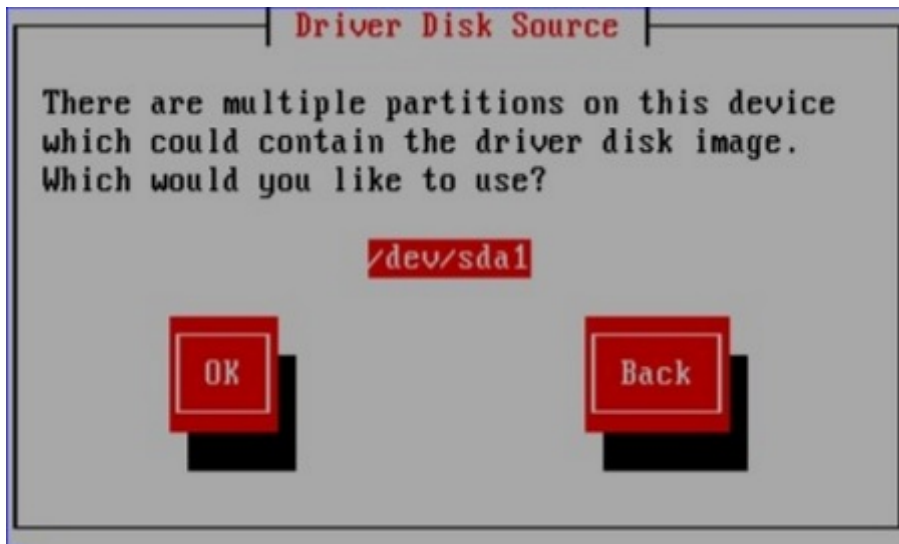 Driver Disk Source
There are multiple partitions on this device
which could contain the driver disk image.
Which would you like to use?
/dev/sda1
OK
Back